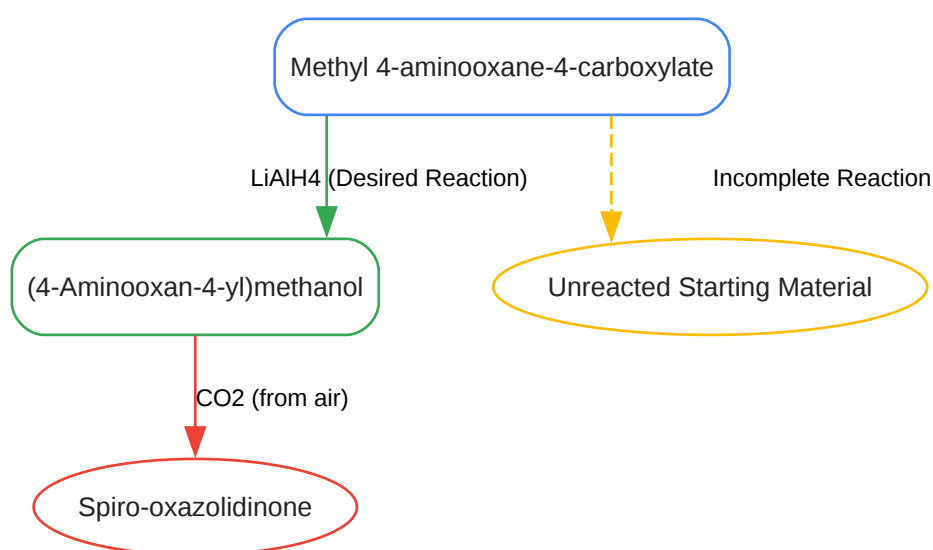 Methyl 4-aminooxane-4-carboxylate
LiAlH4 (Desired Reaction)
Incomplete Reaction
(4-Aminooxan-4-yl)methanol
Unreacted Starting Material
CO2 (from air)
Spiro-oxazolidinone